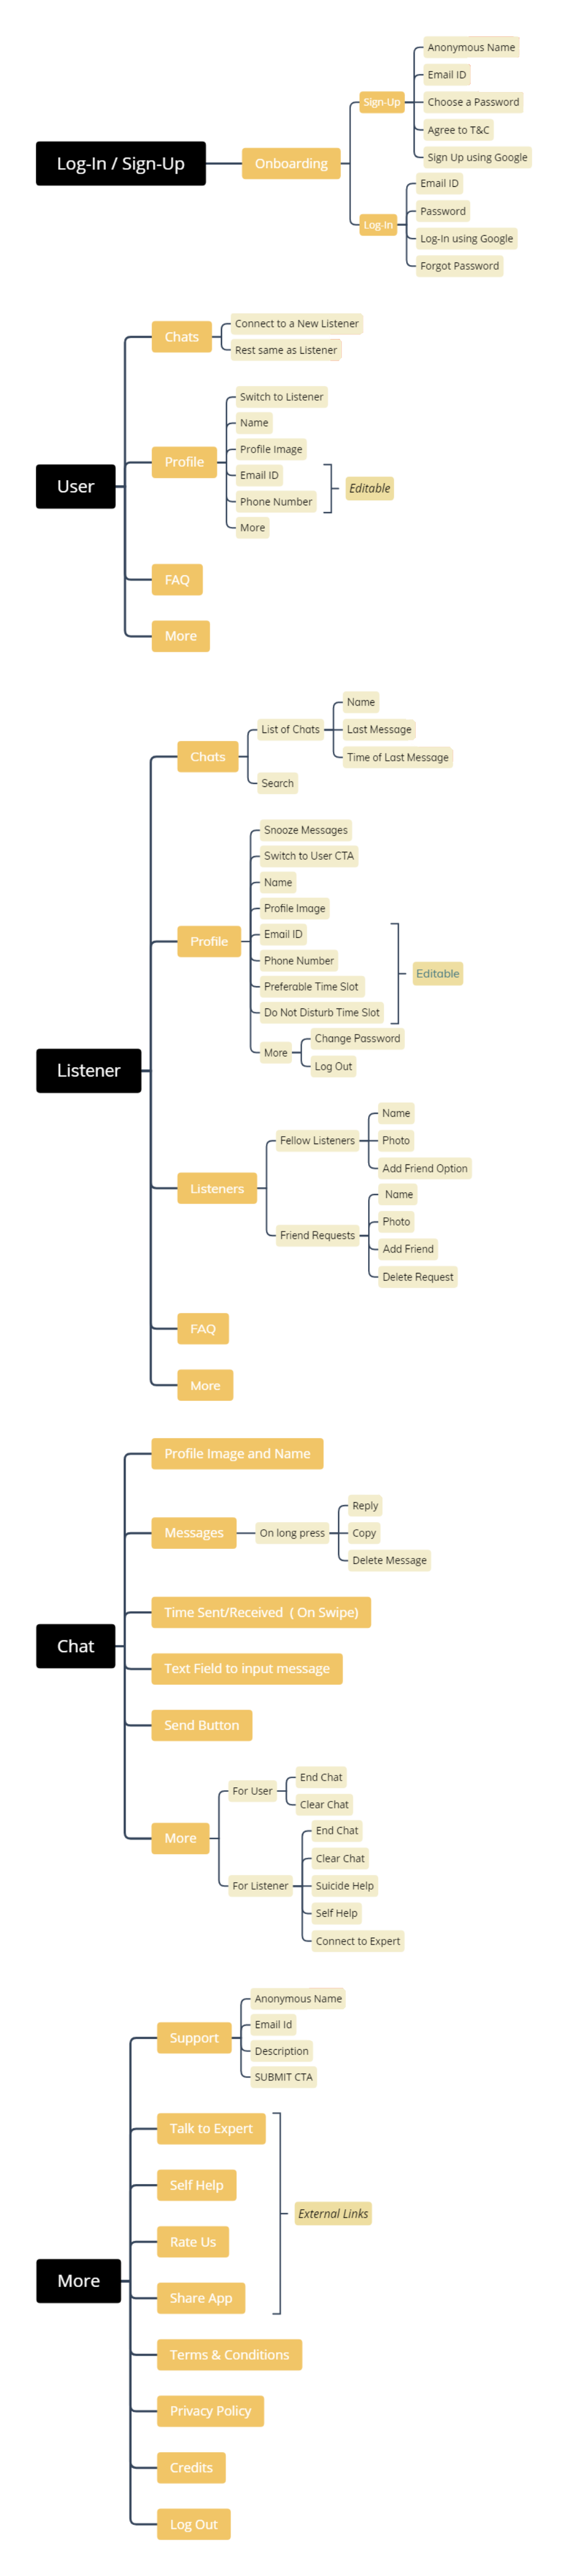 Log-In / Sign-Up
Onboarding
Sign-Up
Anonymous Name
Email ID
Choose a Password
Agree to T&C
Sign Up using Google
Log-In
Email ID
Password
Log-In using Google
Forgot Password
User
Chats
Connect to a New Listener
Rest same as Listener
Profile
Switch to Listener
Name
Profile Image
Email ID
Phone Number
More
Editable
FAQ
More
Listener
Chats
List of Chats
Name
Last Message
Time of Last Message
Search
Profile
Snooze Messages
Switch to User CTA
Name
Profile Image
Email ID
Phone Number
Preferable Time Slot
Do Not Disturb Time Slot
Editable
More
Change Password
Log Out
Listeners
Fellow Listeners
Name
Photo
Add Friend Option
Friend Requests
Name
Photo
Add Friend
Delete Request
FAQ
More
Chat
Profile Image and Name
Messages
On long press
Reply
Copy
Delete Message
Time Sent/Received ( On Swipe)
Text Field to input message
Send Button
More
For User
End Chat
Clear Chat
For Listener
End Chat
Clear Chat
Suicide Help
Self Help
Connect to Expert
More
Support
Anonymous Name
Email Id
Description
SUBMIT CTA
Talk to Expert
Self Help
Rate Us
Share App
External Links
Terms & Conditions
Privacy Policy
Credits
Log Out